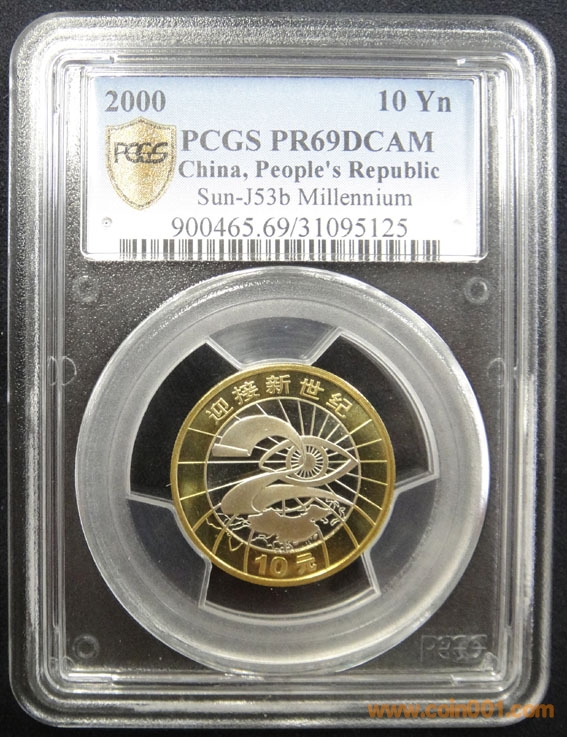 2000 10 Yn
PCGS PCGS PR69DCAM
China, People's Republic
Sun-J53b Millennium
900465.69/31095125
迎接新世纪
10元
PCGS
www.coin001.com